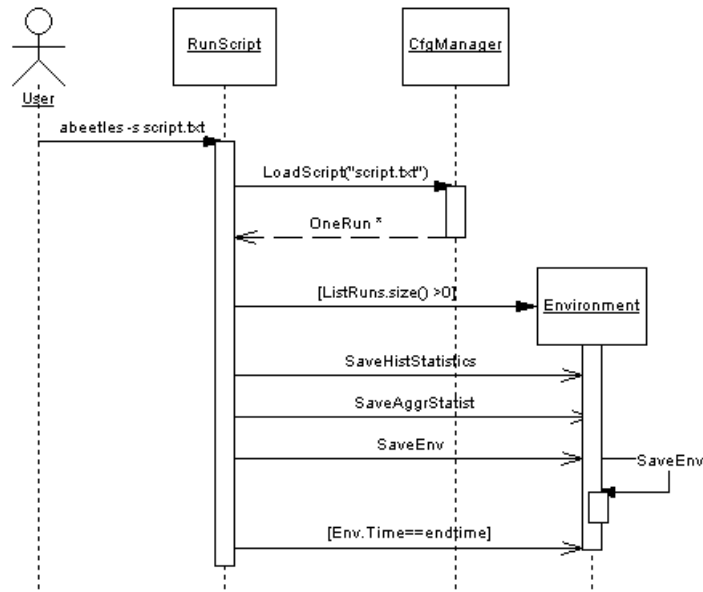 RunScript
CfgManager
User
abeetles -s script.txt
LoadScript("script.txt")
OneRun *
[ListRuns.size() >0]
Environment
SaveHistStatistics
SaveAggrStatist
SaveEnv
SaveEnv
[Env.Time==endtime]